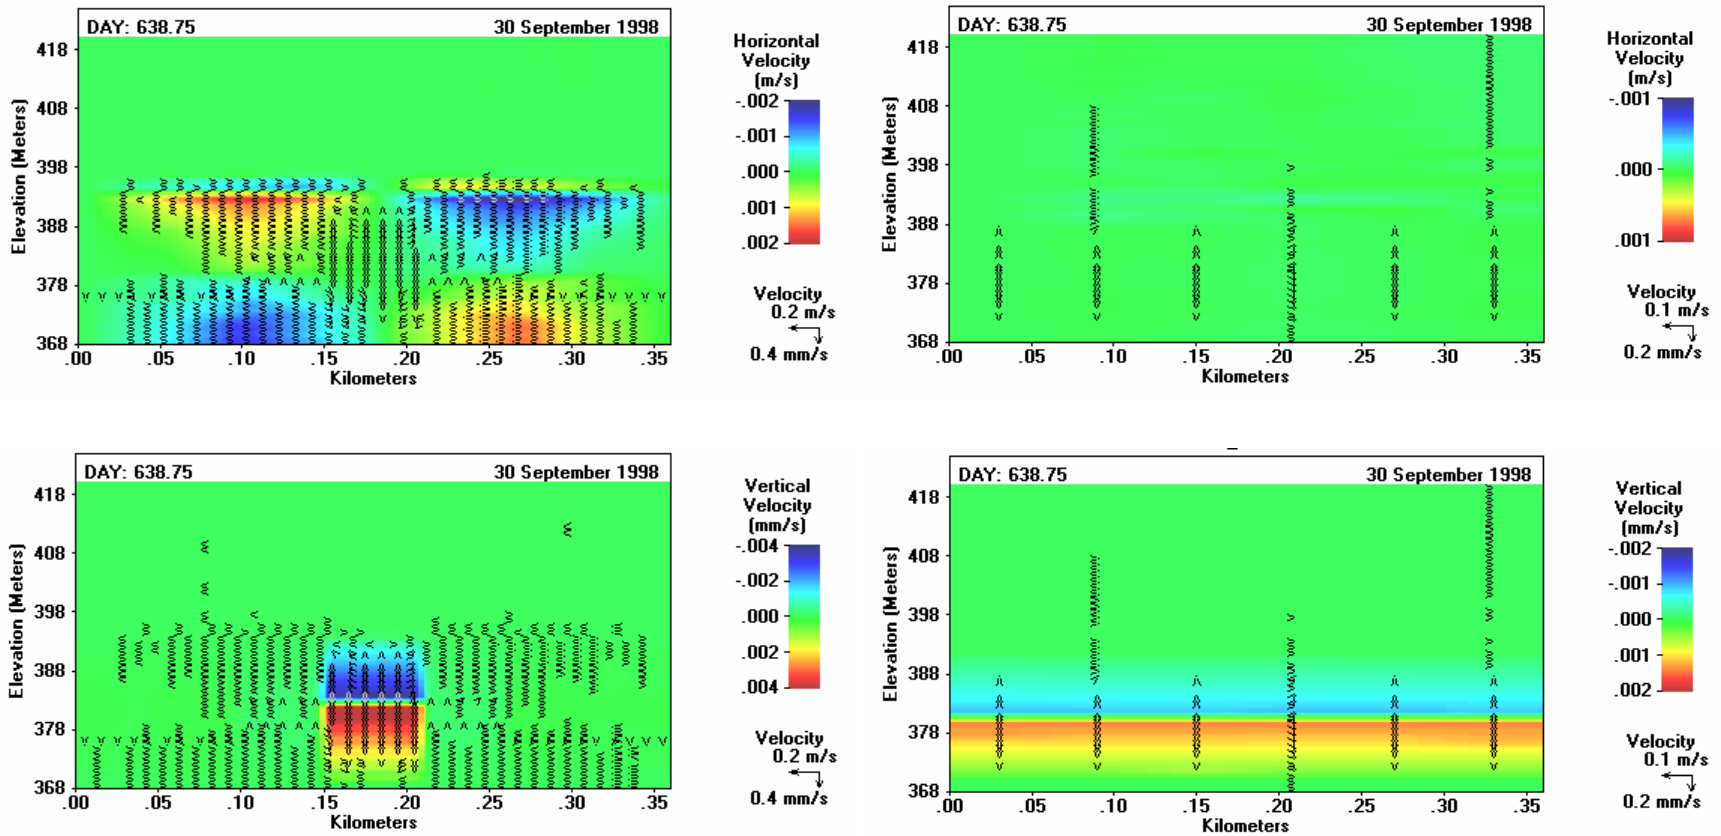 DAY: 638.75 30 September 1998
418
408
398
388
378
368
Elevation (Meters)
.00 .05 .10 .15 .20 .25 .30 .35
Kilometers
Horizontal
Velocity
(m/s)
-.002
-.001
.000
.001
.002
Velocity
0.2 m/s
0.4 mm/s
DAY: 638.75 30 September 1998
418
408
398
388
378
368
Elevation (Meters)
.00 .05 .10 .15 .20 .25 .30 .35
Kilometers
Horizontal
Velocity
(m/s)
-.001
.000
.001
Velocity
0.1 m/s
0.2 mm/s
DAY: 638.75 30 September 1998
418
408
398
388
378
368
Elevation (Meters)
.00 .05 .10 .15 .20 .25 .30 .35
Kilometers
Vertical
Velocity
(mm/s)
-.004
-.002
.000
.002
.004
Velocity
0.2 m/s
0.4 mm/s
DAY: 638.75 30 September 1998
418
408
398
388
378
368
Elevation (Meters)
.00 .05 .10 .15 .20 .25 .30 .35
Kilometers
Vertical
Velocity
(mm/s)
-.002
-.001
.000
.001
.002
Velocity
0.1 m/s
0.2 mm/s